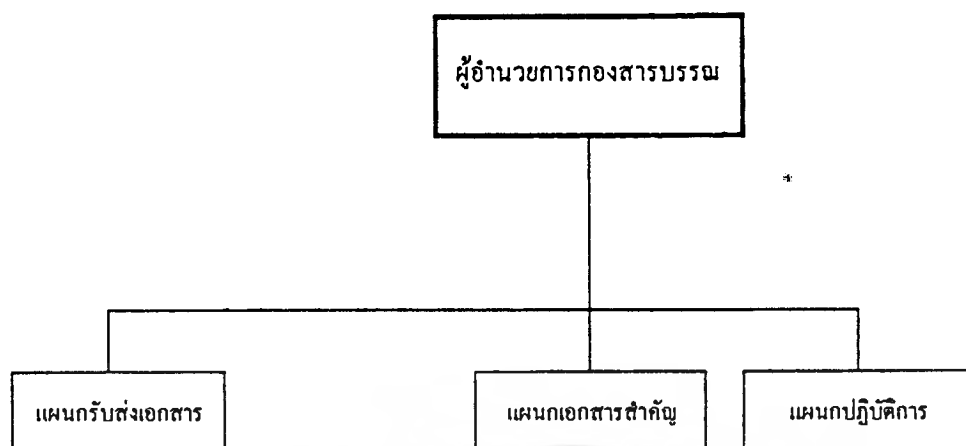 ผู้อำนวยการกองสารบรรณ
แผนกรับส่งเอกสาร
แผนกเอกสารสำคัญ
แผนกปฏิบัติการ